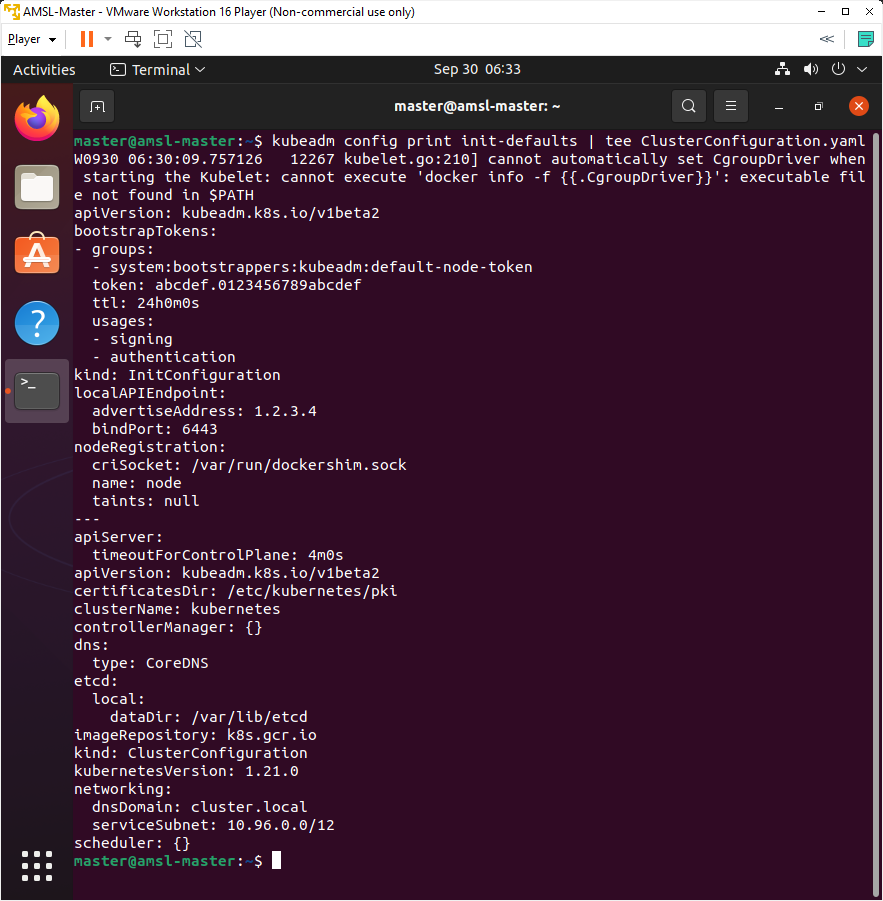 AMSL-Master - VMware Workstation 16 Player (Non-commercial use only)
Player
Activities
Terminal
Sep 30 06:33
master@amsl-master: ~
master@amsl-master:~$ kubeadm config print init-defaults | tee ClusterConfiguration.yaml
W0930 06:30:09.757126   12267 kubelet.go:210] cannot automatically set CgroupDriver when
 starting the Kubelet: cannot execute 'docker info -f {{.CgroupDriver}}': executable fil
e not found in $PATH
apiVersion: kubeadm.k8s.io/v1beta2
bootstrapTokens:
- groups:
  - system:bootstrappers:kubeadm:default-node-token
  token: abcdef.0123456789abcdef
  ttl: 24h0m0s
  usages:
  - signing
  - authentication
kind: InitConfiguration
localAPIEndpoint:
  advertiseAddress: 1.2.3.4
  bindPort: 6443
nodeRegistration:
  criSocket: /var/run/dockershim.sock
  name: node
  taints: null
---
apiServer:
  timeoutForControlPlane: 4m0s
apiVersion: kubeadm.k8s.io/v1beta2
certificatesDir: /etc/kubernetes/pki
clusterName: kubernetes
controllerManager: {}
dns:
  type: CoreDNS
etcd:
  local:
    dataDir: /var/lib/etcd
imageRepository: k8s.gcr.io
kind: ClusterConfiguration
kubernetesVersion: 1.21.0
networking:
  dnsDomain: cluster.local
  serviceSubnet: 10.96.0.0/12
scheduler: {}
master@amsl-master:~$